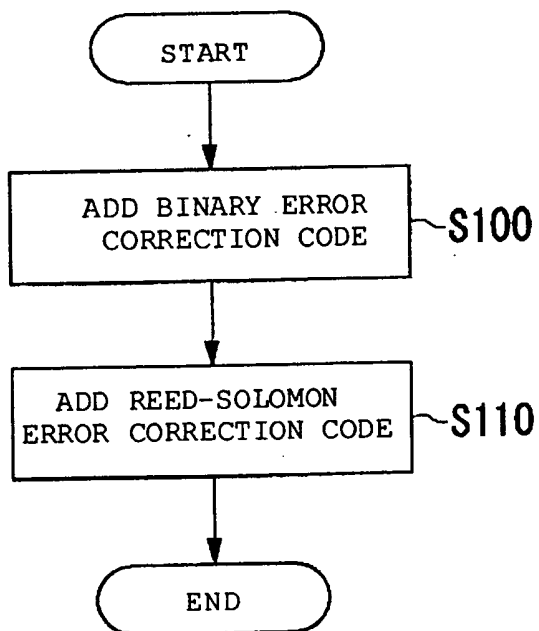 START
ADD BINARY ERROR
CORRECTION CODE
S100
ADD REED-SOLOMON
ERROR CORRECTION CODE
S110
END